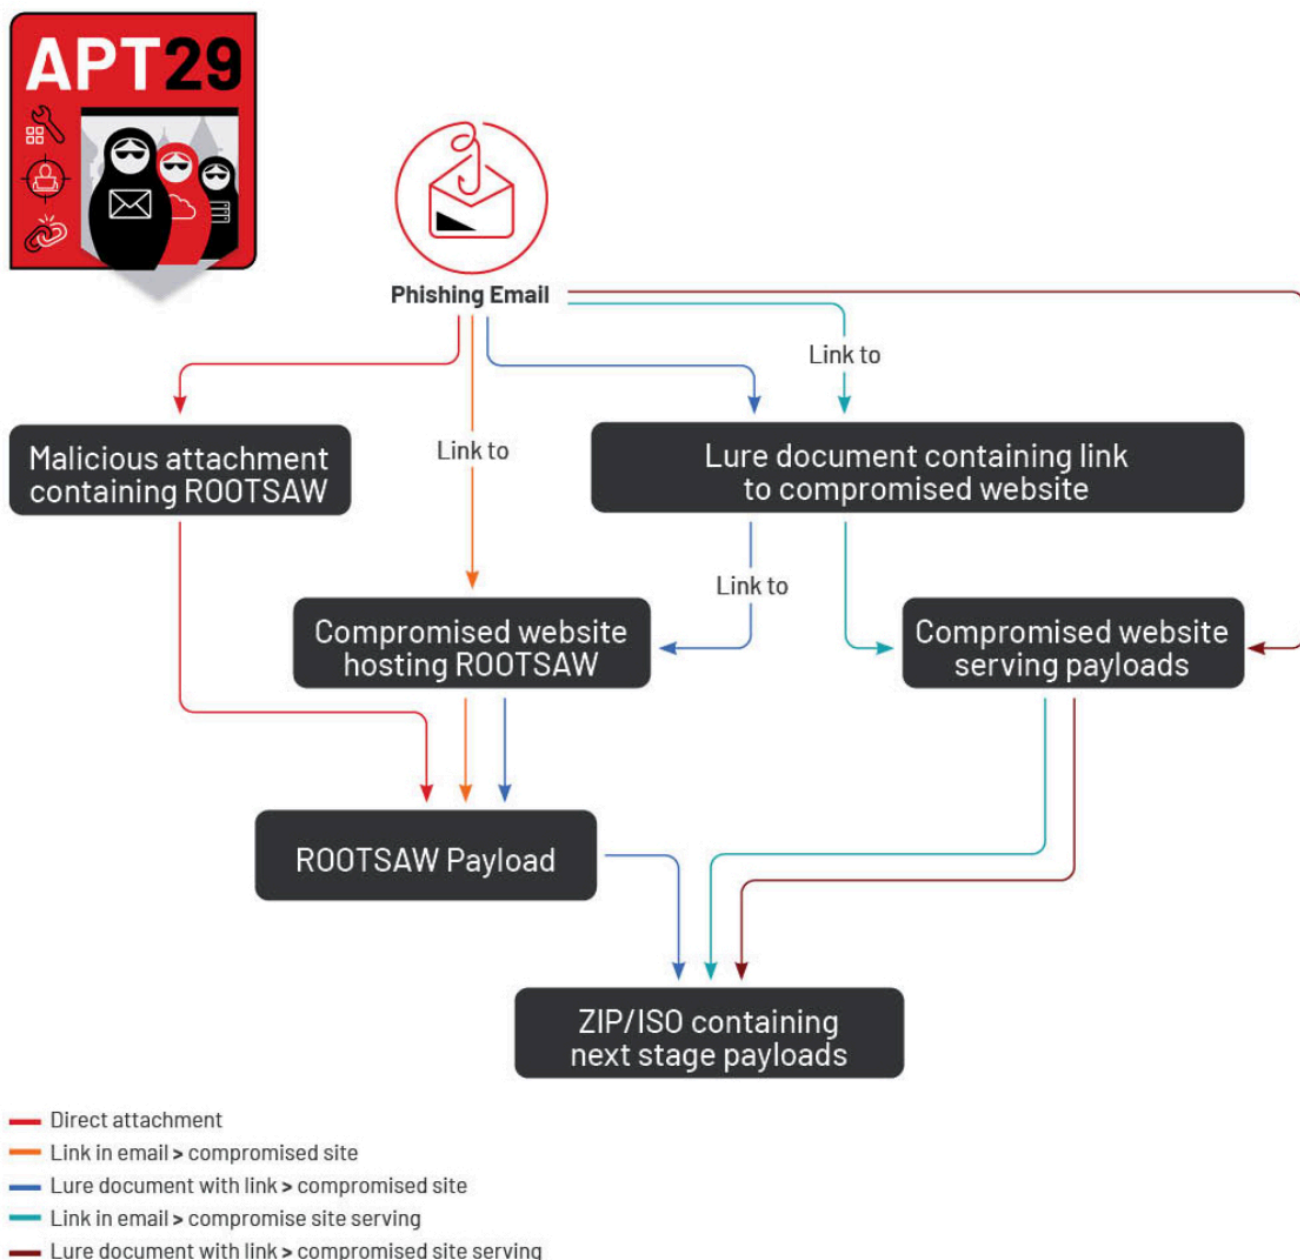 APT29
Phishing Email
Link to
Malicious attachment
containing ROOTSAW
Link to
Lure document containing link
to compromised website
Link to
Compromised website
hosting ROOTSAW
Compromised website
serving payloads
ROOTSAW Payload
ZIP/ISO containing
next stage payloads
Direct attachment
Link in email > compromised site
Lure document with link > compromised site
Link in email > compromise site serving
Lure document with link > compromised site serving